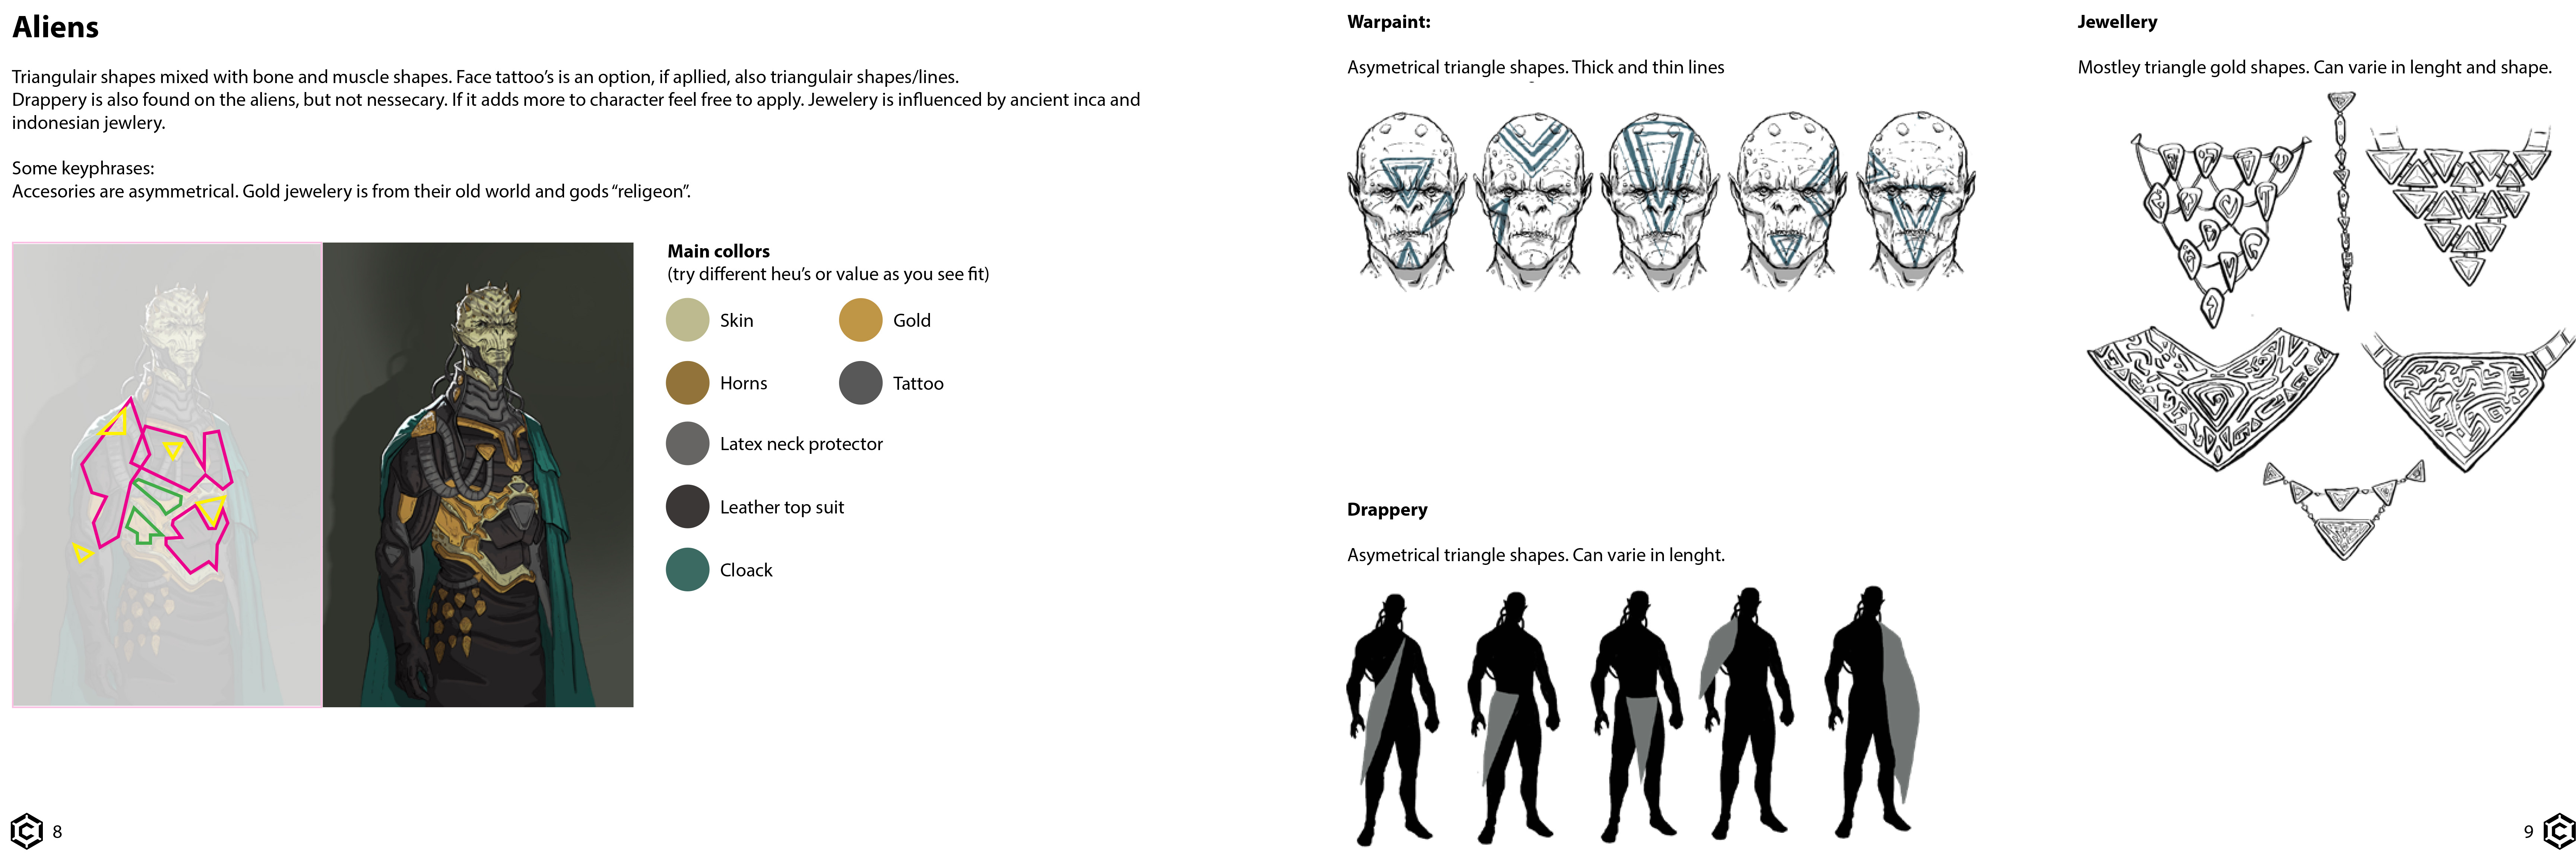 Aliens
Triangulair shapes mixed with bone and muscle shapes. Face tattoo's is an option, if apllied, also triangulair shapes/lines.
Drappery is also found on the aliens, but not nessecary. If it adds more to character feel free to apply. Jewelery is influenced by ancient inca and
indonesian jewlery.
Some keyphrases:
Accesories are asymmetrical. Gold jewelery is from their old world and gods “religeon”.
Main colors
(try different heu's or value as you see fit)
Skin
Gold
Horns
Tattoo
Latex neck protector
Leather top suit
Cloack
8
Warpaint:
Asymetrical triangle shapes. Thick and thin lines
Drappery
Asymetrical triangle shapes. Can varie in lenght.
Jewellery
Mostley triangle gold shapes. Can varie in lenght and shape.
9